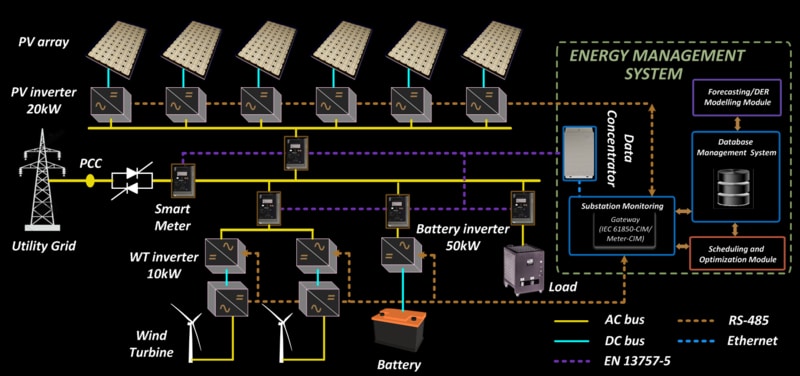 PV array
ENERGY MANAGEMENT
SYSTEM
PV inverter
20kW
Forecasting/DER
Modelling Module
Data
Concentrator
Database
Management System
PCC
Smart
Meter
Utility Grid
Substation Monitoring
Gateway
(IEC 61850-CIM/
Meter-CIM)
Battery inverter
50kW
WT inverter
10kW
Scheduling and
Optimization Module
Load
Wind
Turbine
Battery
AC bus
DC bus
EN 13757-5
RS-485
Ethernet